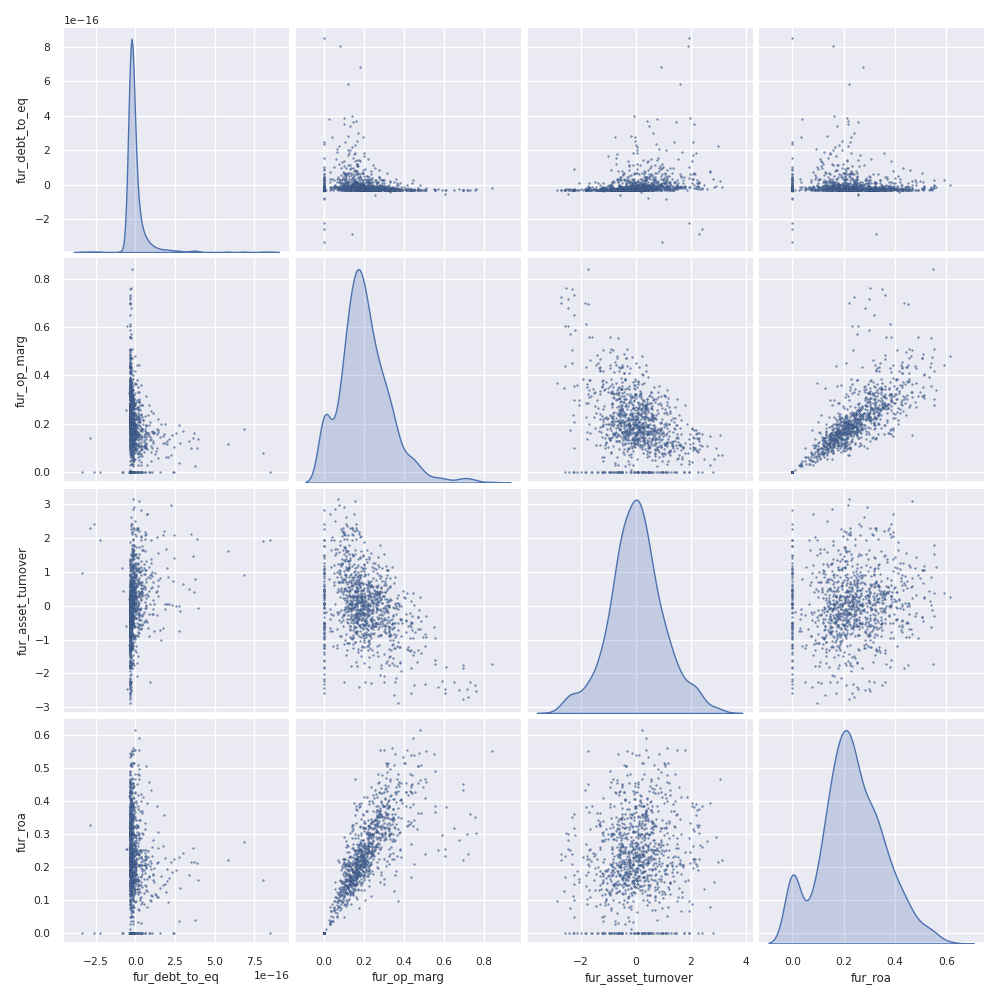 1e−16
8
6
4
2
0
−2
fur_debt_to_eq
0.8
0.6
0.4
0.2
0.0
fur_op_marg
3
2
1
0
−1
−2
−3
fur_asset_turnover
0.6
0.5
0.4
0.3
0.2
0.1
0.0
fur_roa
−2.5 0.0 2.5 5.0 7.5
1e−16
fur_debt_to_eq
0.0 0.2 0.4 0.6 0.8
fur_op_marg
−2 0 2 4
fur_asset_turnover
0.0 0.2 0.4 0.6
fur_roa